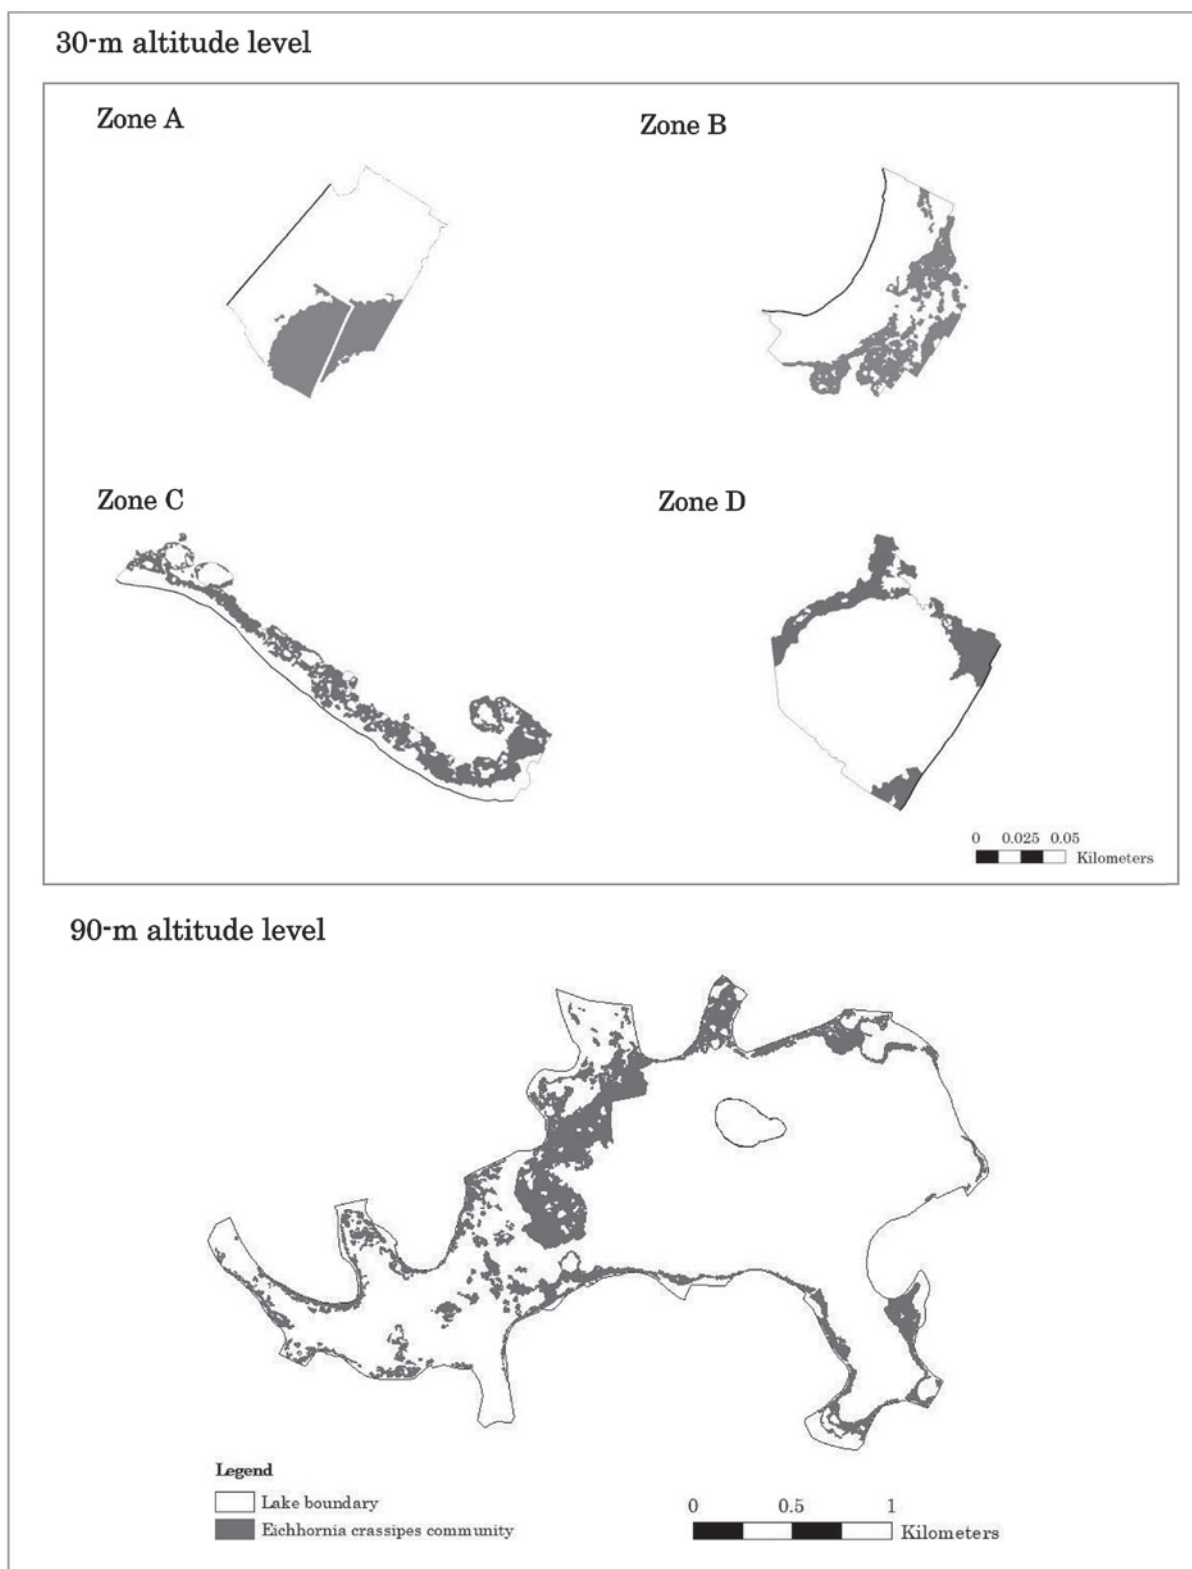 30-m altitude level
Zone A
Zone B
Zone C
Zone D
0 0.025 0.05
Kilometers
90-m altitude level
Legend
Lake boundary
Eichhornia crassipes community
0 0.5 1
Kilometers